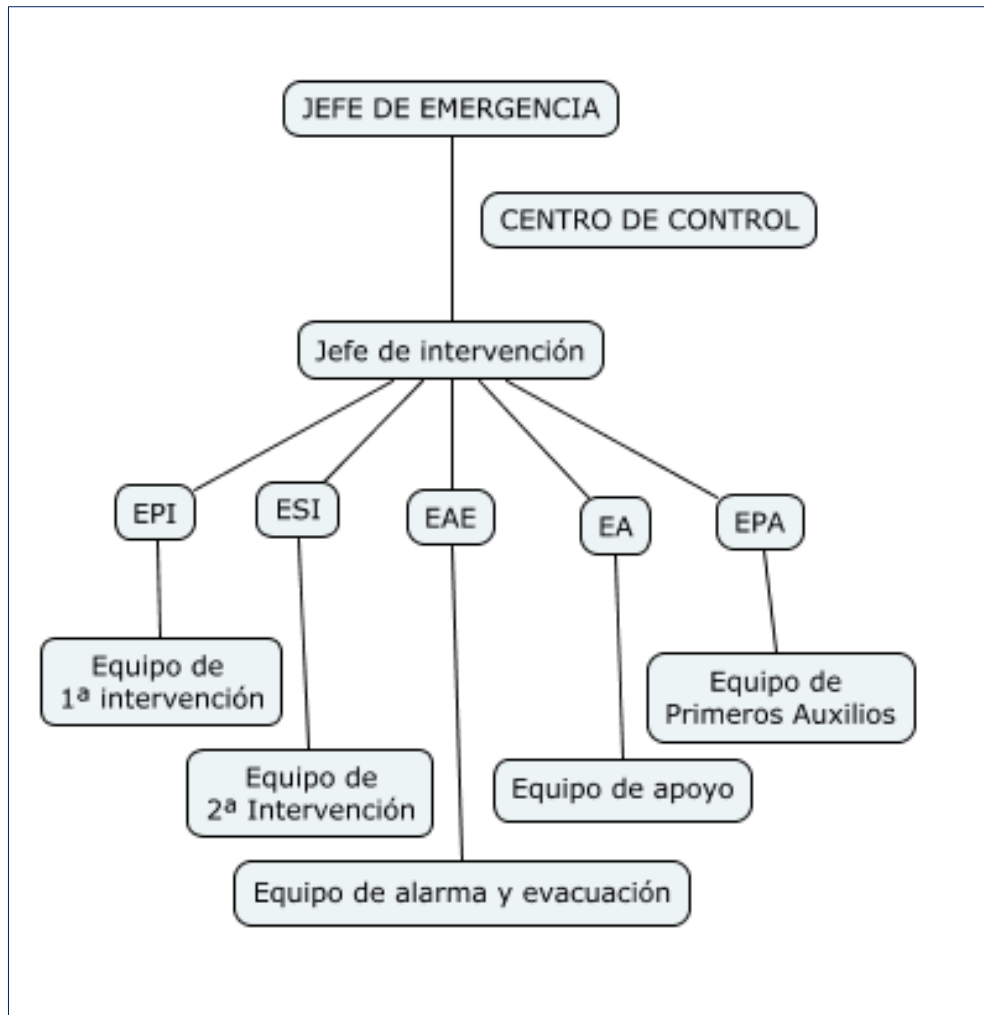 JEFE DE EMERGENCIA
CENTRO DE CONTROL
Jefe de intervención
EPI
ESI
EAE
EA
EPA
Equipo de
1ª intervención
Equipo de
Primeros Auxilios
Equipo de
2ª Intervención
Equipo de apoyo
Equipo de alarma y evacuación